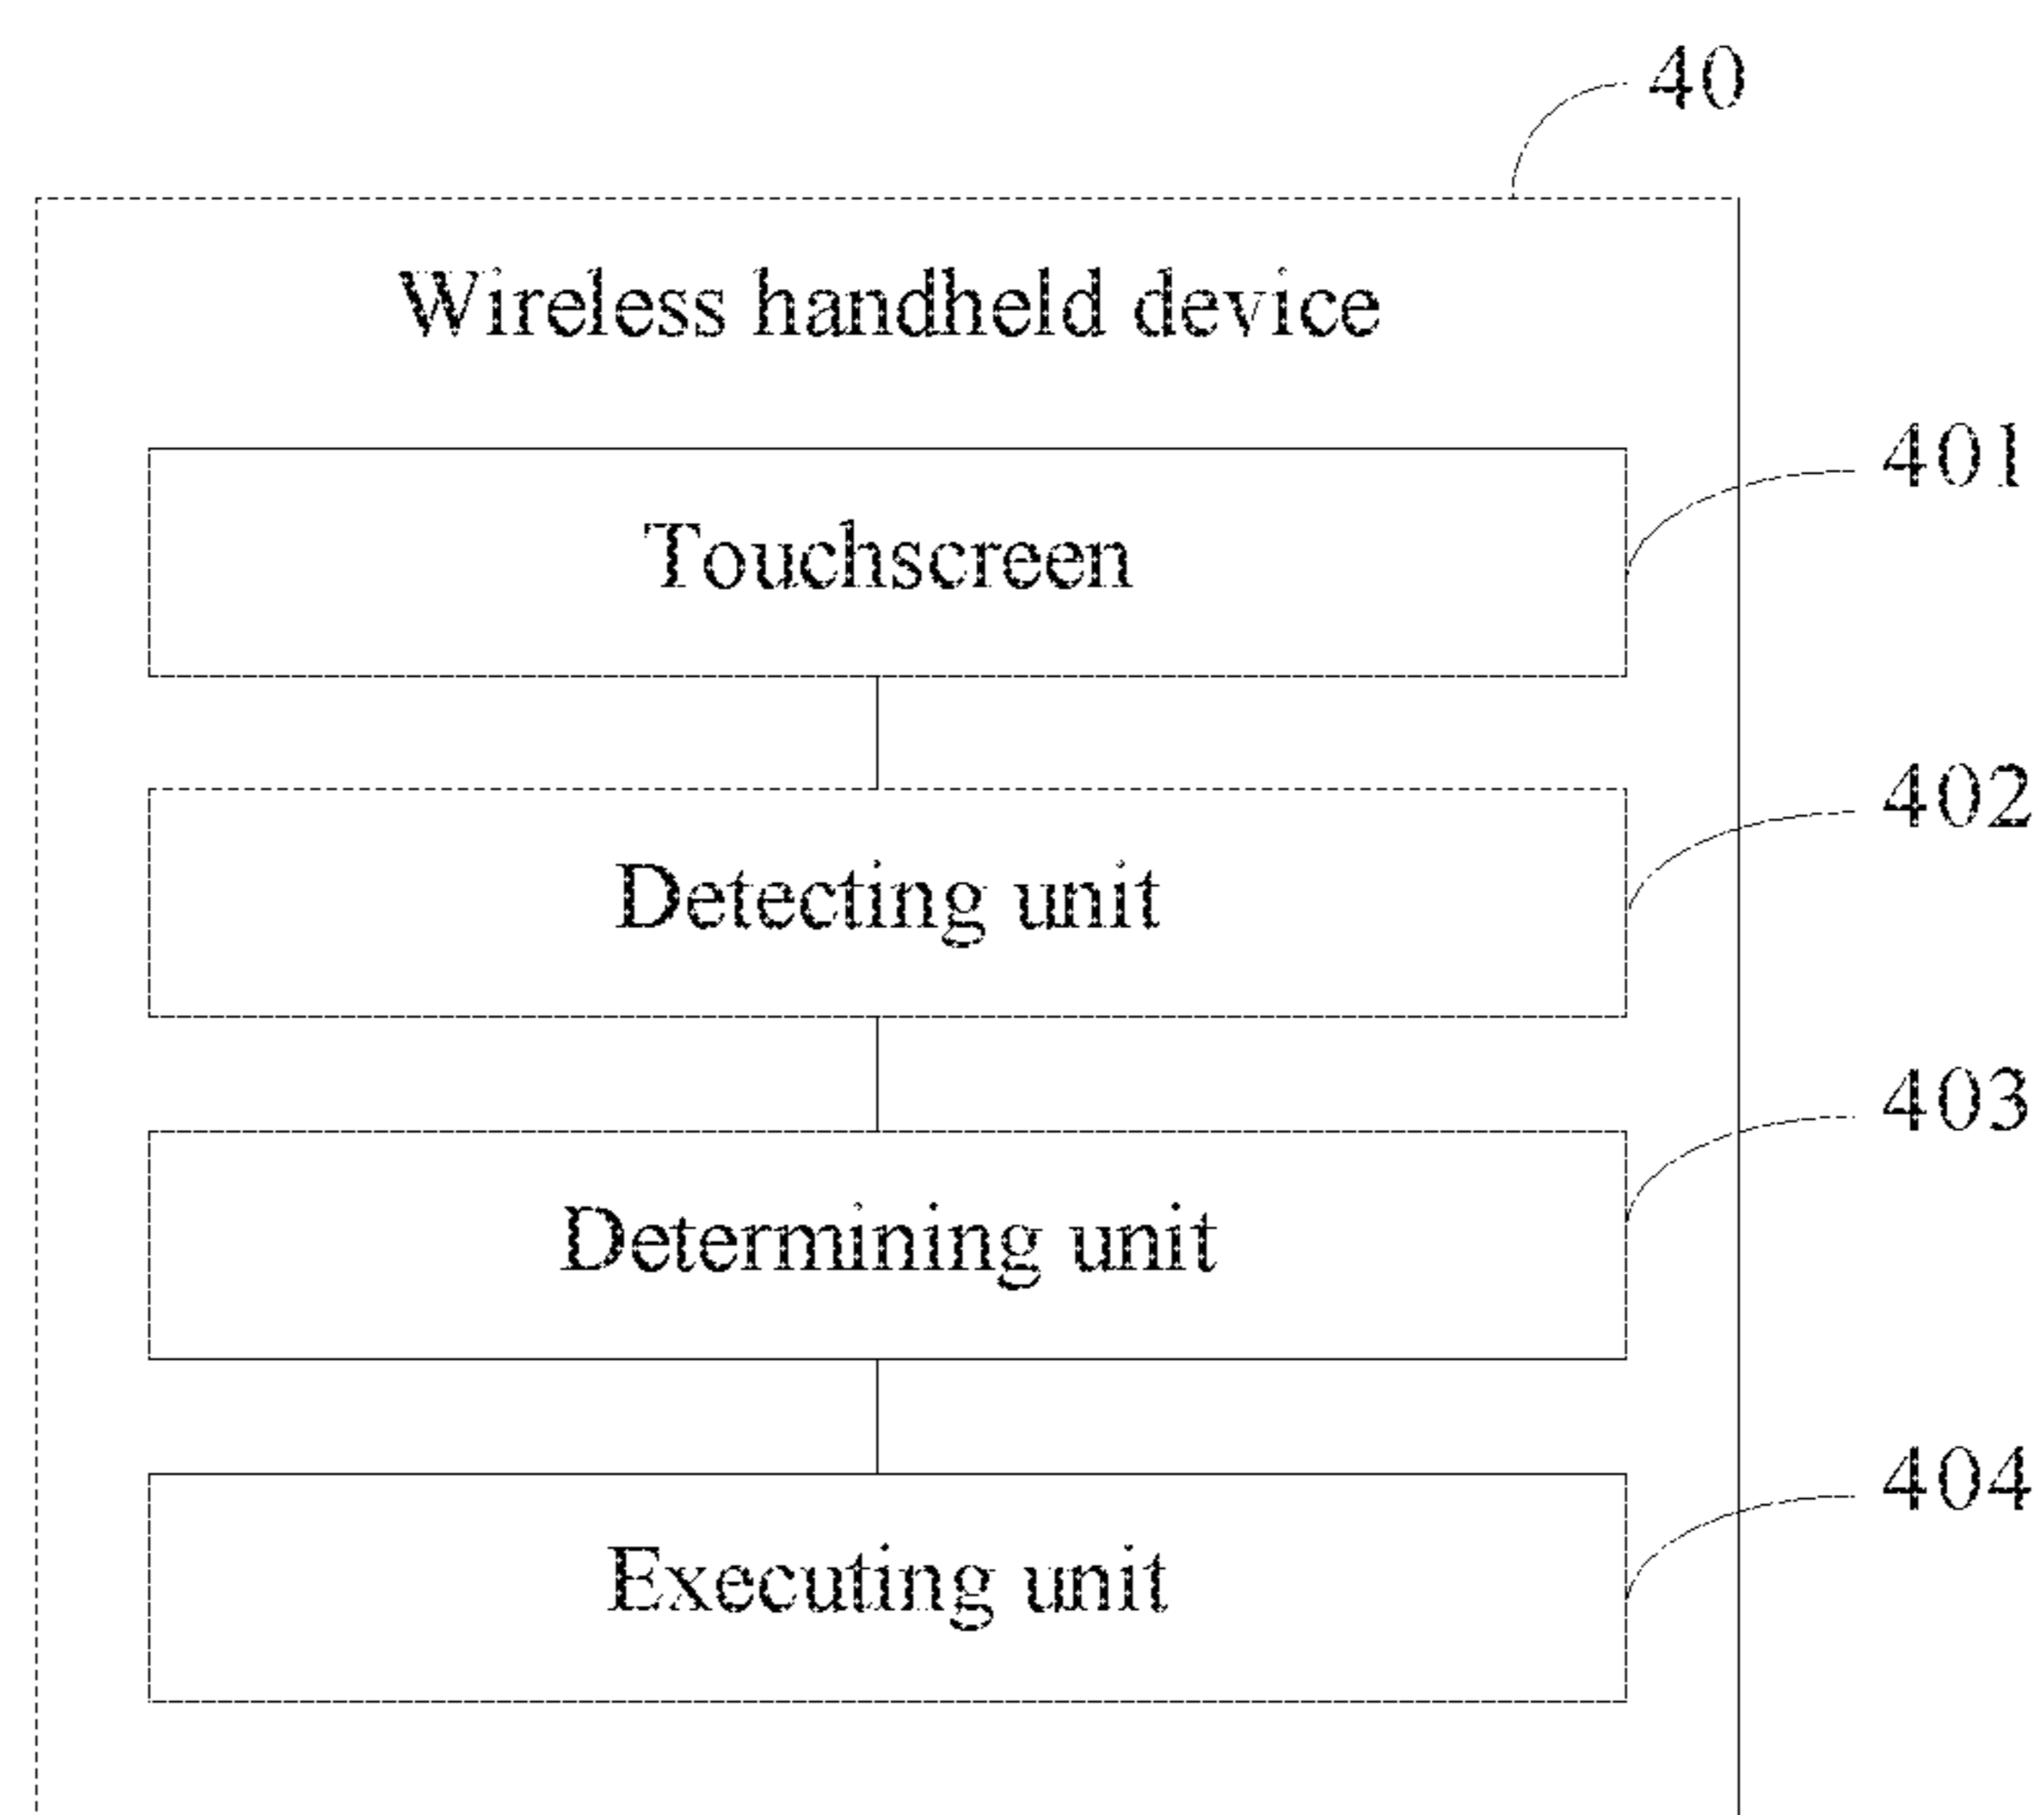 40
Wireless handheld device
401
Touchscreen
402
Detecting unit
403
Determining unit
404
Executing unit